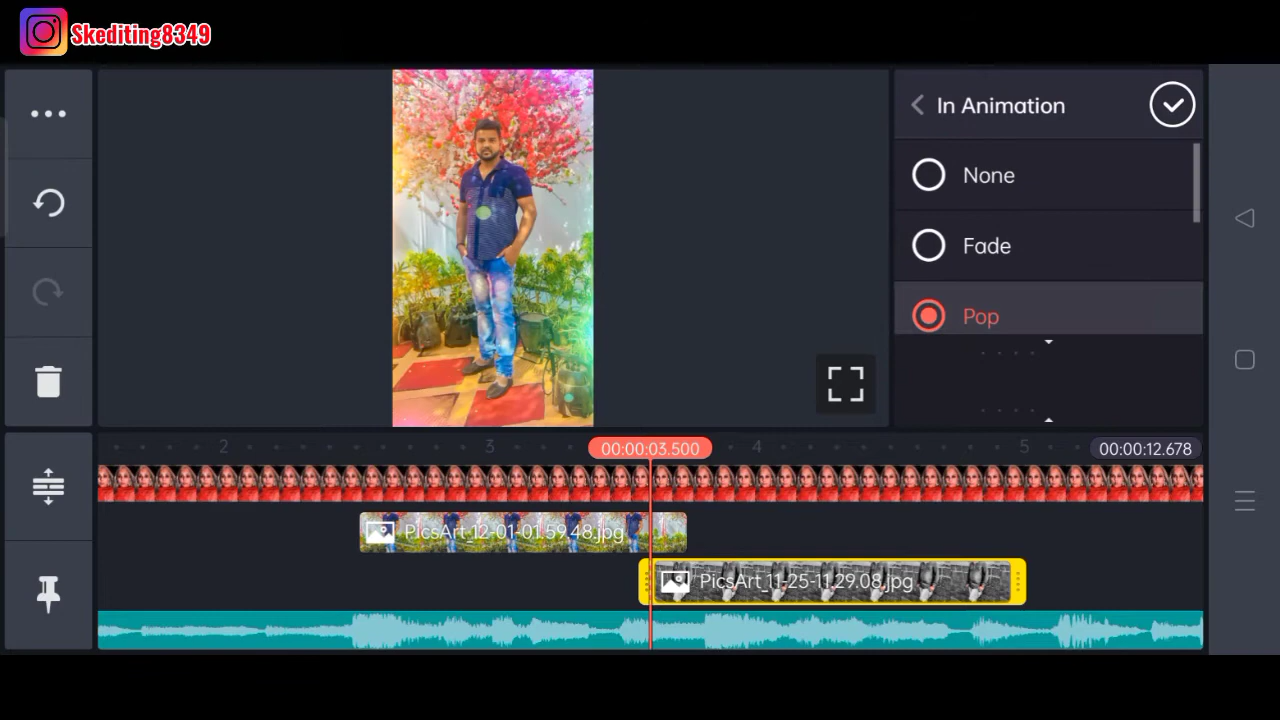 Skediting8349
In Animation
None
Fade
Pop
2
3
00:00:03.500
4
5
00:00:12.678
PicsArt_12-01-01.59.48.jpg
PicsArt_11-25-11.29.08.jpg